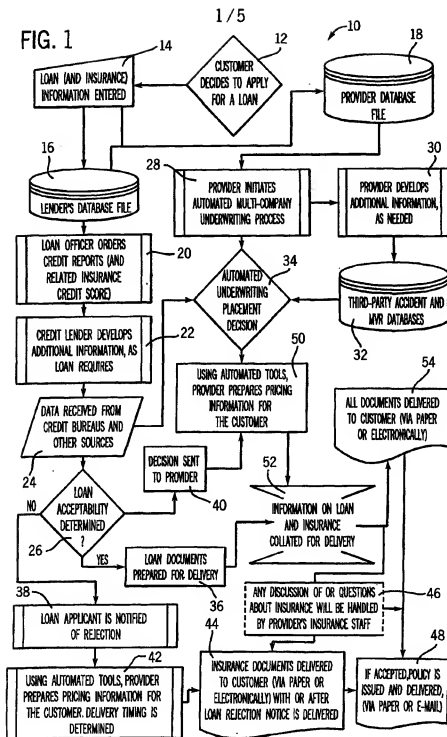 1/5
FIG. 1
10
12
CUSTOMER
DECIDES TO APPLY
FOR A LOAN
14
LOAN (AND INSURANCE)
INFORMATION ENTERED
18
PROVIDER DATABASE
FILE
16
LENDER'S DATABASE FILE
28
PROVIDER INITIATES
AUTOMATED MULTI-COMPANY
UNDERWRITING PROCESS
30
PROVIDER DEVELOPS
ADDITIONAL INFORMATION,
AS NEEDED
LOAN OFFICER ORDERS
CREDIT REPORTS (AND
RELATED INSURANCE
CREDIT SCORE)
20
34
AUTOMATED
UNDERWRITING
PLACEMENT
DECISION
THIRD-PARTY ACCIDENT AND
MVR DATABASES
32
CREDIT LENDER DEVELOPS
ADDITIONAL INFORMATION, AS
LOAN REQUIRES
22
50
USING AUTOMATED TOOLS,
PROVIDER PREPARES PRICING
INFORMATION FOR
THE CUSTOMER
54
ALL DOCUMENTS DELIVERED
TO CUSTOMER (VIA PAPER
OR ELECTRONICALLY)
DATA RECEIVED FROM
CREDIT BUREAUS AND
OTHER SOURCES
24
NO
LOAN
ACCEPTABILITY
DETERMINED
?
26
YES
DECISION SENT
TO PROVIDER
40
52
INFORMATION ON LOAN
AND INSURANCE
COLLATED FOR DELIVERY
LOAN DOCUMENTS
PREPARED FOR DELIVERY
36
38
LOAN APPLICANT IS NOTIFIED
OF REJECTION
ANY DISCUSSION OF OR QUESTIONS
ABOUT INSURANCE WILL BE HANDLED
BY PROVIDER'S INSURANCE STAFF
46
42
USING AUTOMATED TOOLS, PROVIDER
PREPARES PRICING INFORMATION FOR
THE CUSTOMER. DELIVERY TIMING IS
DETERMINED
44
INSURANCE DOCUMENTS DELIVERED
TO CUSTOMER (VIA PAPER OR
ELECTRONICALLY) WITH OR AFTER
LOAN REJECTION NOTICE IS DELIVERED
48
IF ACCEPTED, POLICY
IS ISSUED AND
DELIVERED,
(VIA PAPER OR E-MAIL)